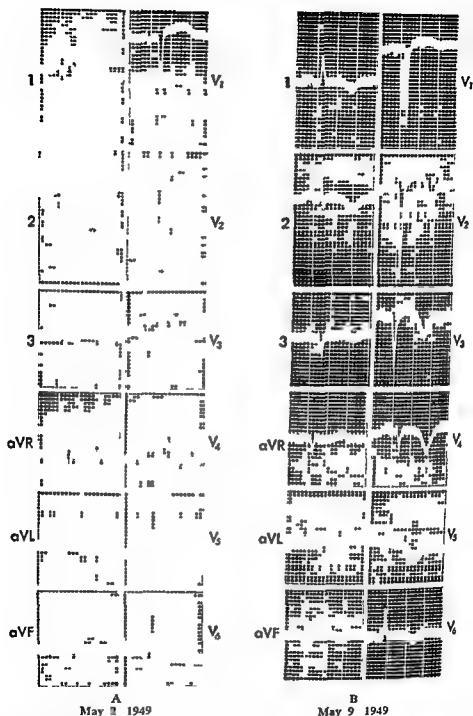 1 V1 1 V1
2 V2 2 V2
3 V3 3 V3
aVR V4 aVR V4
aVL V5 aVL V5
aVF V6 aVF V6
A B
May 2 1949 May 9 1949